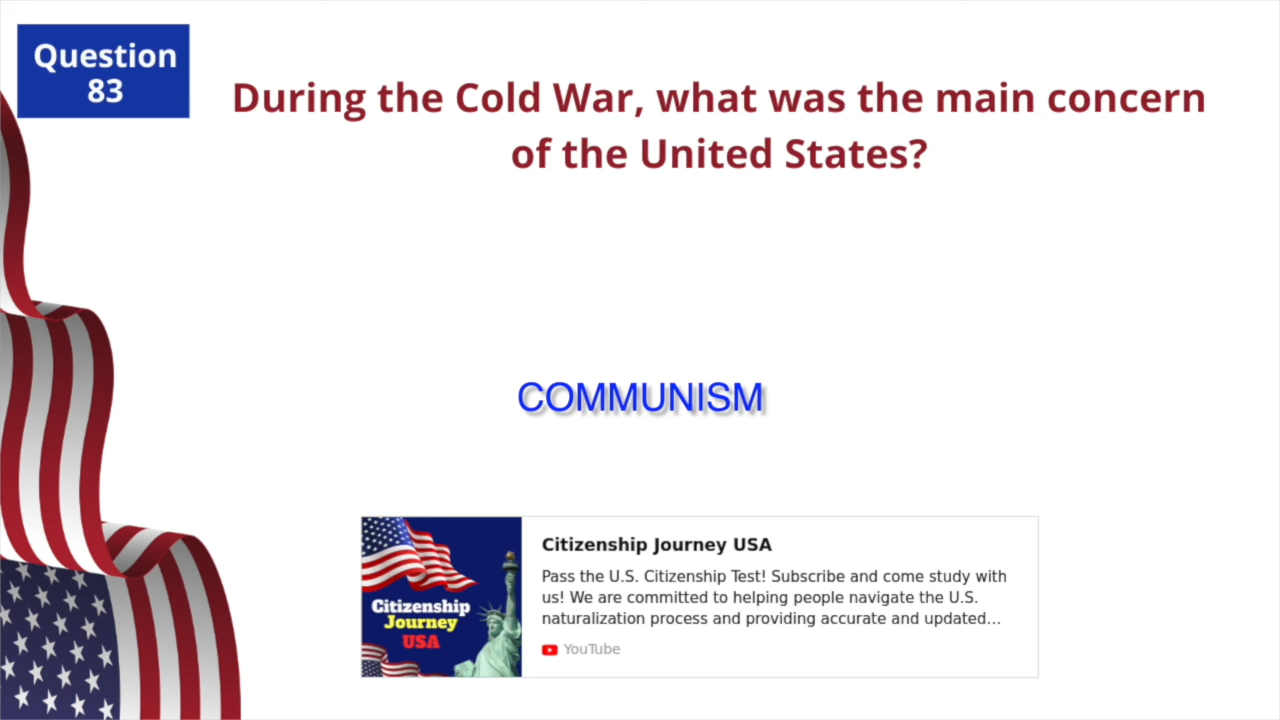 Question
83
During the Cold War, what was the main concern
of the United States?
COMMUNISM
Citizenship
Journey
USA
Citizenship Journey USA
Pass the U.S. Citizenship Test! Subscribe and come study with
us! We are committed to helping people navigate the U.S.
naturalization process and providing accurate and updated...
YouTube